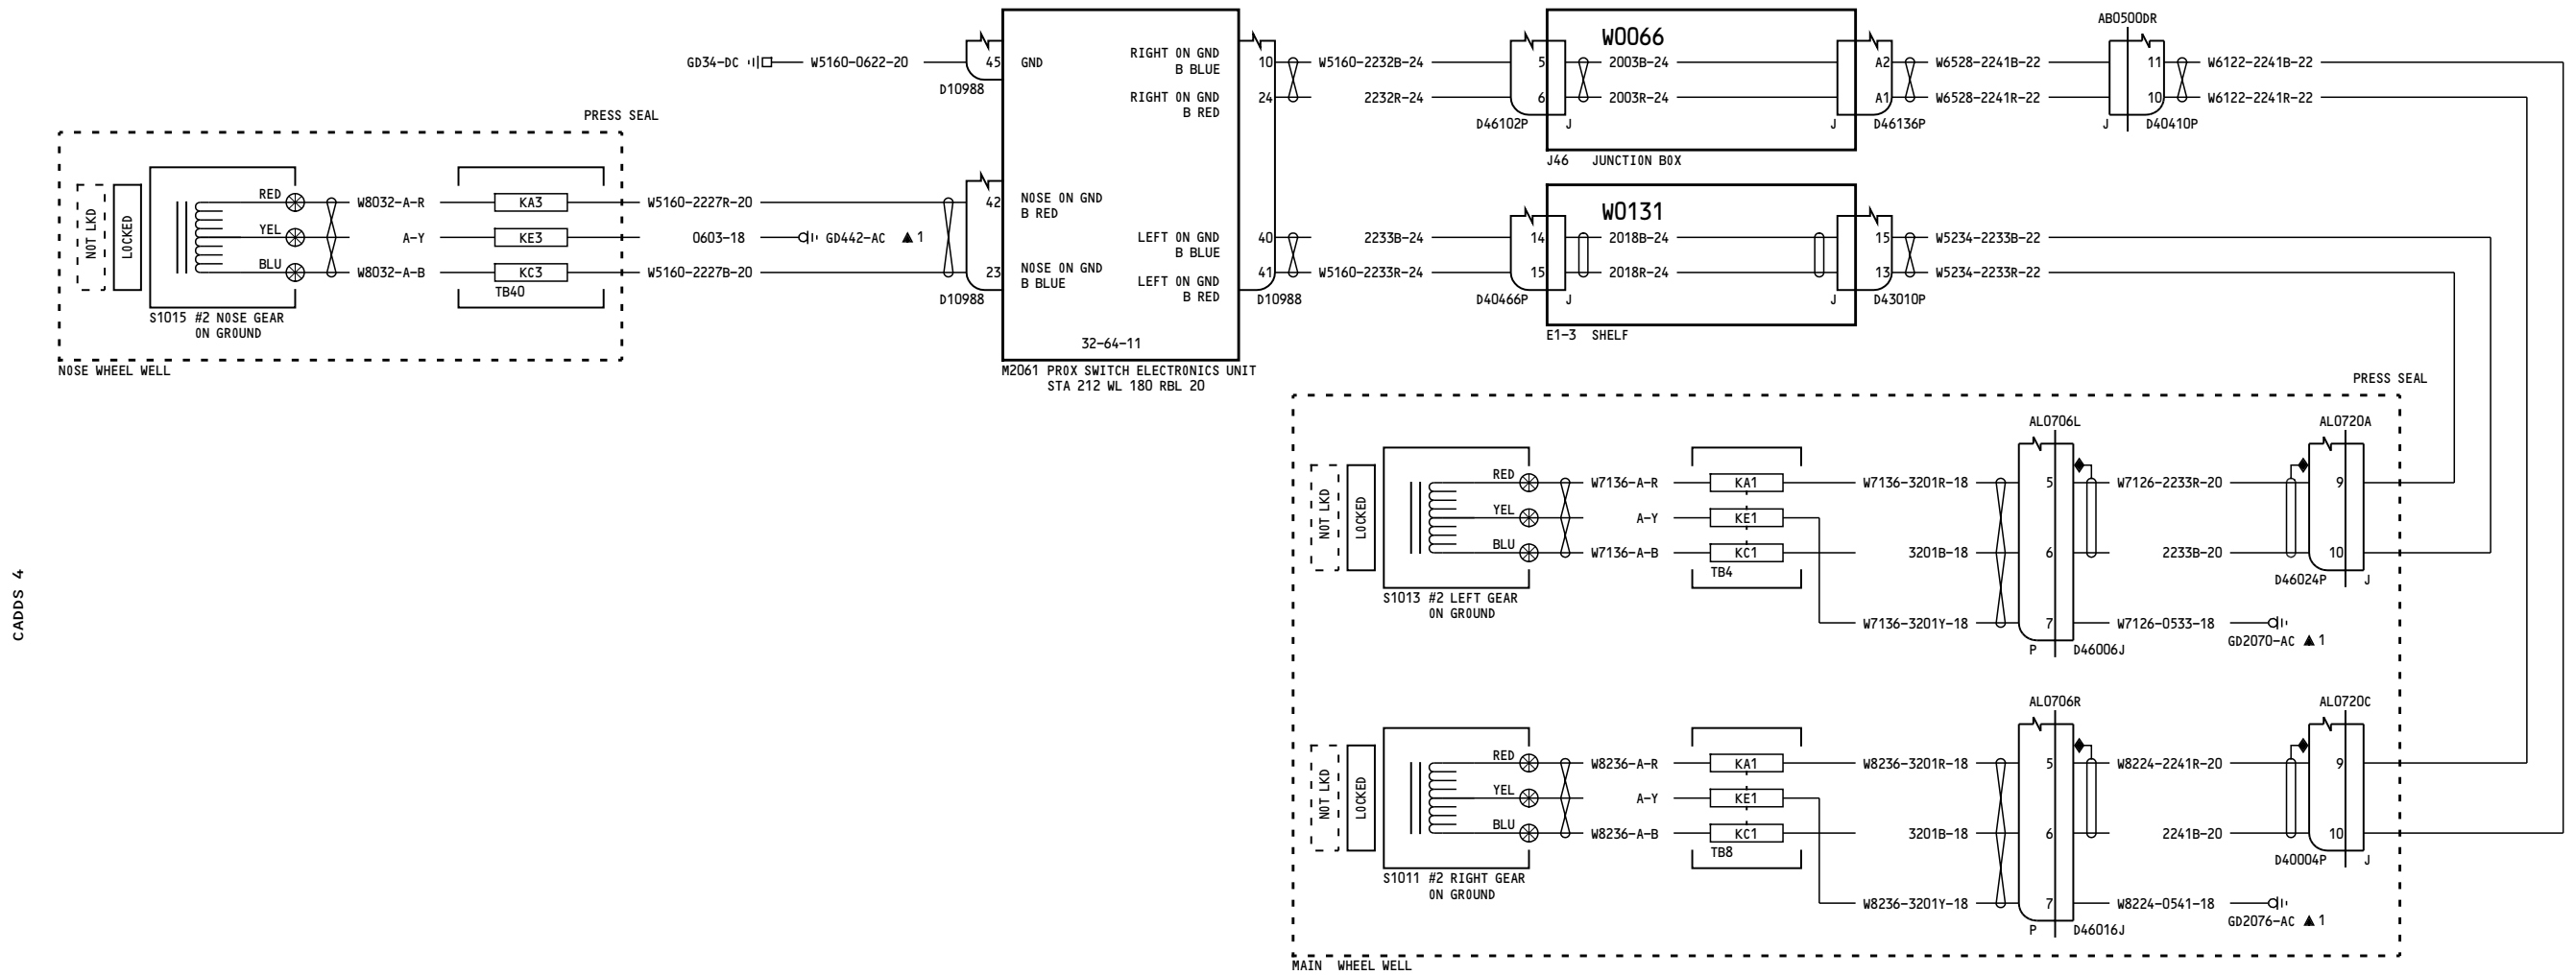 AB0500DR
GD34-DC W5160-0622-20 45 GND
D10988
RIGHT ON GND
B BLUE
10 W5160-2232B-24 5 W0066
2003B-24 A2 W6528-2241B-22 11 W6122-2241B-22
RIGHT ON GND
B RED
24 2232R-24 6 2003R-24 A1 W6528-2241R-22 10 W6122-2241R-22
D46102P J J D46136P J D40410P
J46 JUNCTION BOX
PRESS SEAL
NOT LKD
LOCKED
RED W8032-A-R KA3 W5160-2227R-20 42 NOSE ON GND
B RED
YEL A-Y KE3 0603-18 GD442-AC ▲1
BLU W8032-A-B KC3 W5160-2227B-20 23 NOSE ON GND
B BLUE
TB40
D10988
S1015 #2 NOSE GEAR
ON GROUND
NOSE WHEEL WELL
W0131
LEFT ON GND
B BLUE
40 2233B-24 14 2018B-24 15 W5234-2233B-22
LEFT ON GND
B RED
41 W5160-2233R-24 15 2018R-24 13 W5234-2233R-22
D10988 D40466P J J D43010P
E1-3 SHELF
32-64-11
M2061 PROX SWITCH ELECTRONICS UNIT
STA 212 WL 180 RBL 20
PRESS SEAL
AL0706L AL0720A
NOT LKD
LOCKED
RED W7136-A-R KA1 W7136-3201R-18 5 W7126-2233R-20 9
YEL A-Y KE1
BLU W7136-A-B KC1 3201B-18 6 2233B-20 10
TB4
D46024P J
S1013 #2 LEFT GEAR
ON GROUND
W7136-3201Y-18 7 W7126-0533-18
GD2070-AC ▲1
P D46006J
CADDS 4
AL0706R AL0720C
NOT LKD
LOCKED
RED W8236-A-R KA1 W8236-3201R-18 5 W8224-2241R-20 9
YEL A-Y KE1
BLU W8236-A-B KC1 3201B-18 6 2241B-20 10
TB8
D40004P J
S1011 #2 RIGHT GEAR
ON GROUND
W8236-3201Y-18 7 W8224-0541-18
GD2076-AC ▲1
P D46016J
MAIN WHEEL WELL